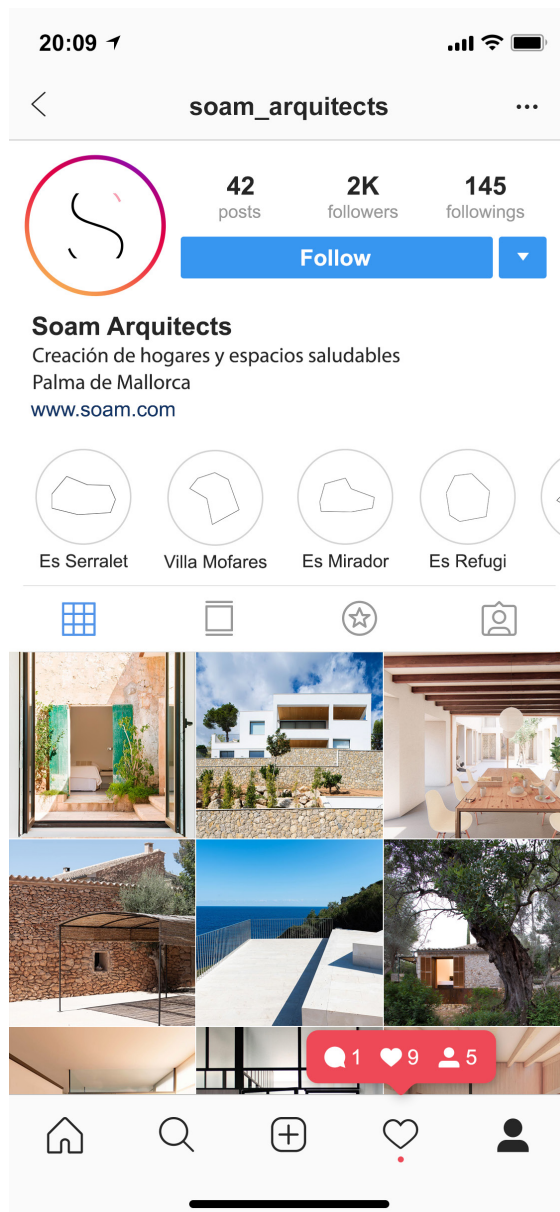 20:09
soam_arquitects
42 2K 145
posts followers followings
Follow
Soam Arquitects
Creación de hogares y espacios saludables
Palma de Mallorca
www.soam.com
Es Serralet Villa Mofares Es Mirador Es Refugi
1 9 5